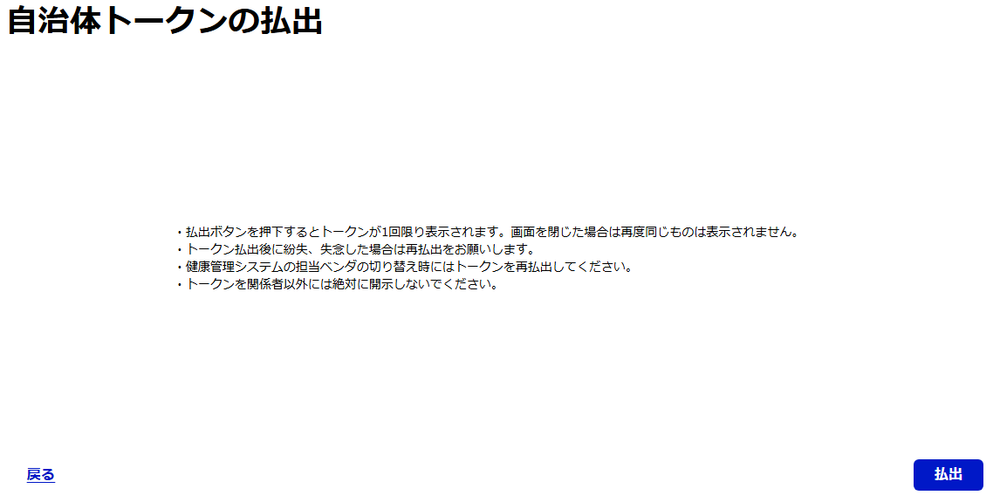 自治体トークンの払出
・払出ボタンを押下するとトークンが1回限り表示されます。画面を閉じた場合は再度同じものは表示されません。
・トークン払出後に紛失、失念した場合は再払出をお願いします。
・健康管理システムの担当ベンダの切り替え時にはトークンを再払出してください。
・トークンを関係者以外には絶対に開示しないでください。
戻る
払出